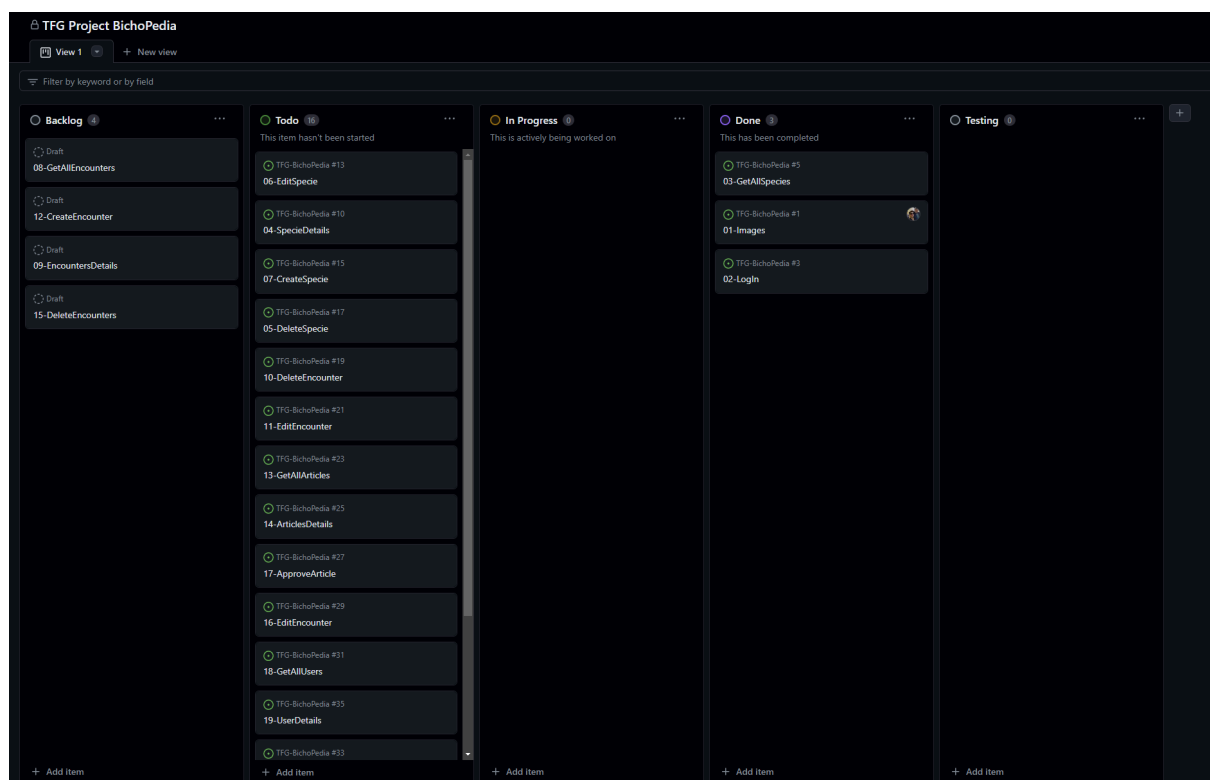 TFG Project BichoPedia
View 1
+ New view
Filter by keyword or by field
Backlog 4
Draft
08-GetAllEncounters
Draft
12-CreateEncounter
Draft
09-EncountersDetails
Draft
15-DeleteEncounters
+ Add item
Todo 16
This item hasn't been started
TFG-BichoPedia #13
06-EditSpecie
TFG-BichoPedia #10
04-SpecieDetails
TFG-BichoPedia #15
07-CreateSpecie
TFG-BichoPedia #17
05-DeleteSpecie
TFG-BichoPedia #19
10-DeleteEncounter
TFG-BichoPedia #21
11-EditEncounter
TFG-BichoPedia #23
13-GetAllArticles
TFG-BichoPedia #25
14-ArticlesDetails
TFG-BichoPedia #27
17-ApproveArticle
TFG-BichoPedia #29
16-EditEncounter
TFG-BichoPedia #31
18-GetAllUsers
TFG-BichoPedia #35
19-UserDetails
TFG-BichoPedia #33
+ Add item
In Progress 0
This is actively being worked on
+ Add item
Done 3
This has been completed
TFG-BichoPedia #5
03-GetAllSpecies
TFG-BichoPedia #1
01-Images
TFG-BichoPedia #3
02-LogIn
+ Add item
Testing 0
+ Add item